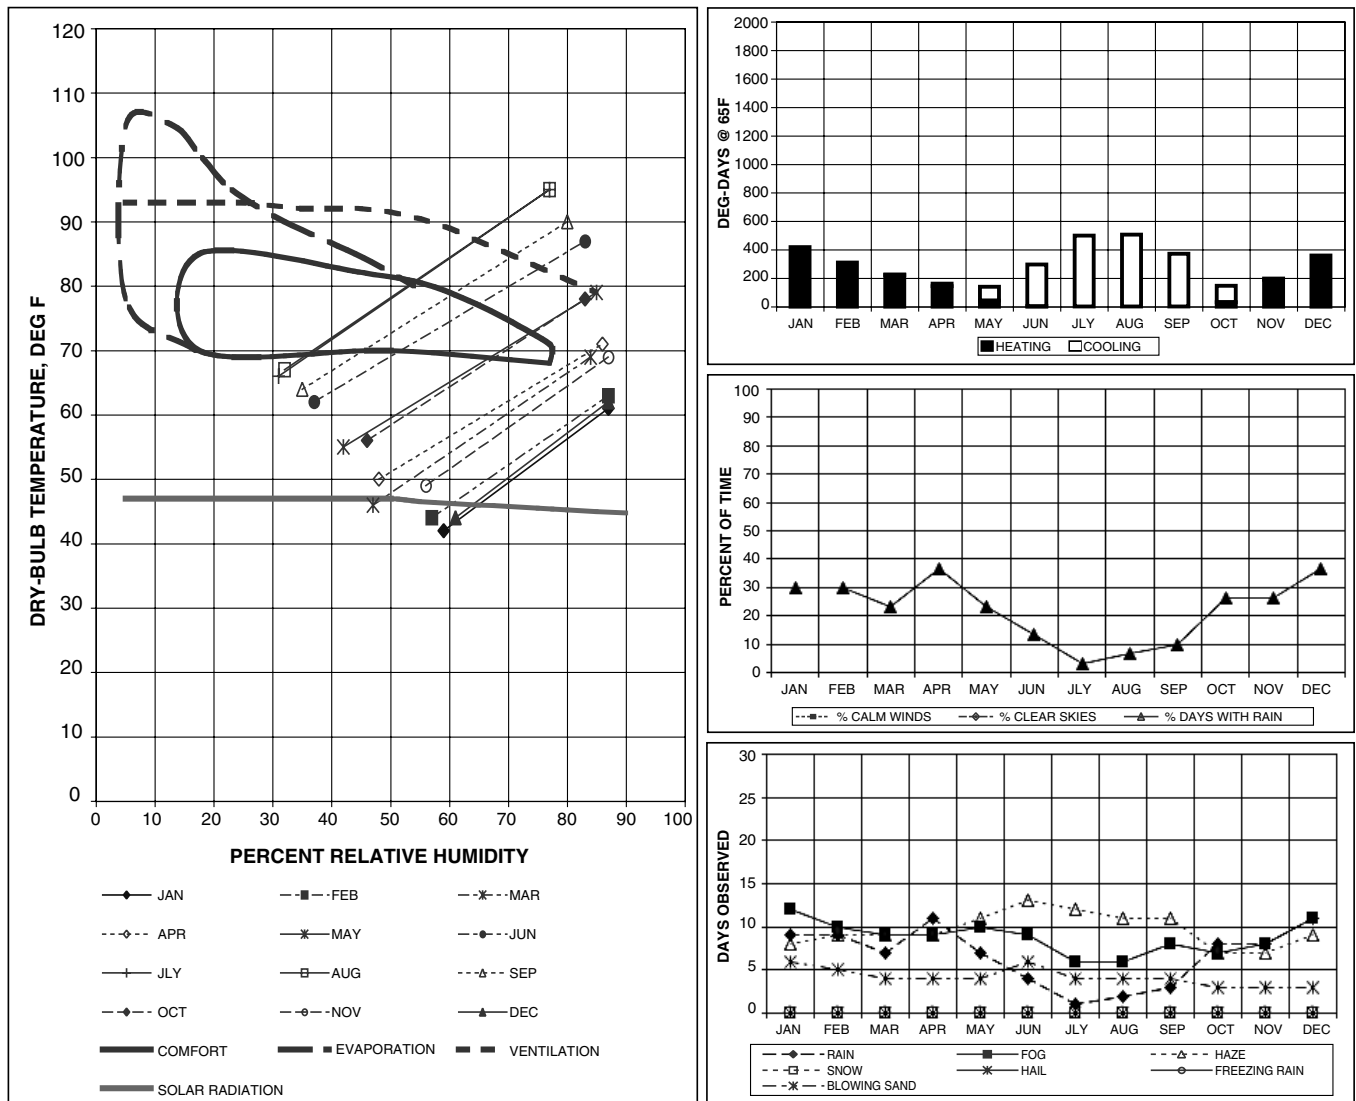 DRY-BULB TEMPERATURE, DEG F
120
110
100
90
80
70
60
50
40
30
20
10
0
0 10 20 30 40 50 60 70 80 90 100
PERCENT RELATIVE HUMIDITY
JAN FEB MAR
APR MAY JUN
JLY AUG SEP
OCT NOV DEC
COMFORT EVAPORATION VENTILATION
SOLAR RADIATION
DEG-DAYS @ 65F
2000
1800
1600
1400
1200
1000
800
600
400
200
0
JAN FEB MAR APR MAY JUN JLY AUG SEP OCT NOV DEC
HEATING COOLING
PERCENT OF TIME
100
90
80
70
60
50
40
30
20
10
0
JAN FEB MAR APR MAY JUN JLY AUG SEP OCT NOV DEC
% CALM WINDS % CLEAR SKIES % DAYS WITH RAIN
DAYS OBSERVED
30
25
20
15
10
5
0
JAN FEB MAR APR MAY JUN JLY AUG SEP OCT NOV DEC
RAIN FOG HAZE
SNOW HAIL FREEZING RAIN
BLOWING SAND